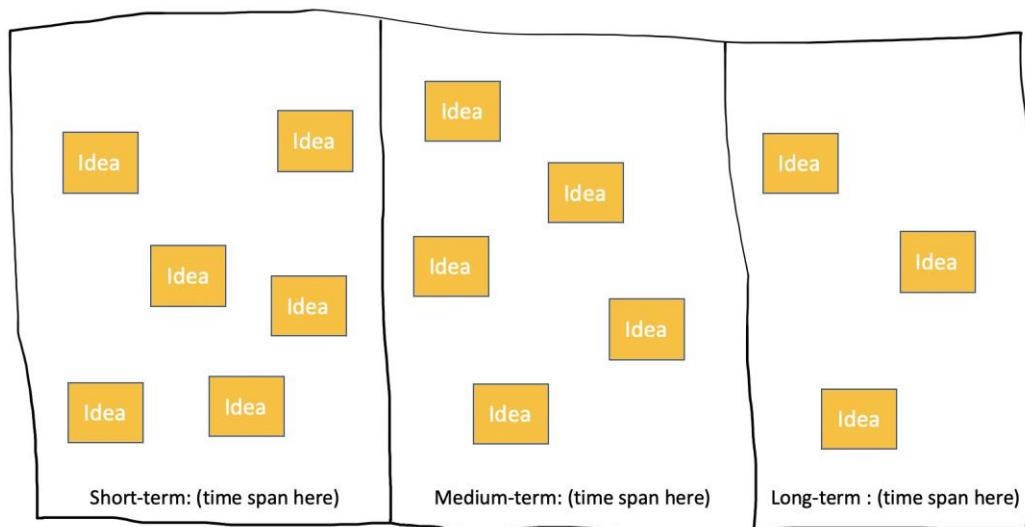 Idea
Idea
Idea
Idea
Idea
Idea
Short-term: (time span here)
Idea
Idea
Idea
Idea
Idea
Medium-term: (time span here)
Idea
Idea
Idea
Long-term : (time span here)